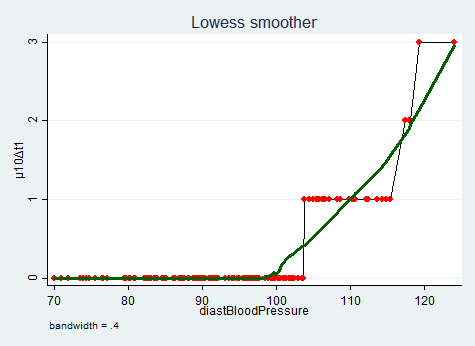 Lowess smoother
3
2
1
0
µ10Δt1
70 80 90 100 110 120
diastBloodPressure
bandwidth = .4